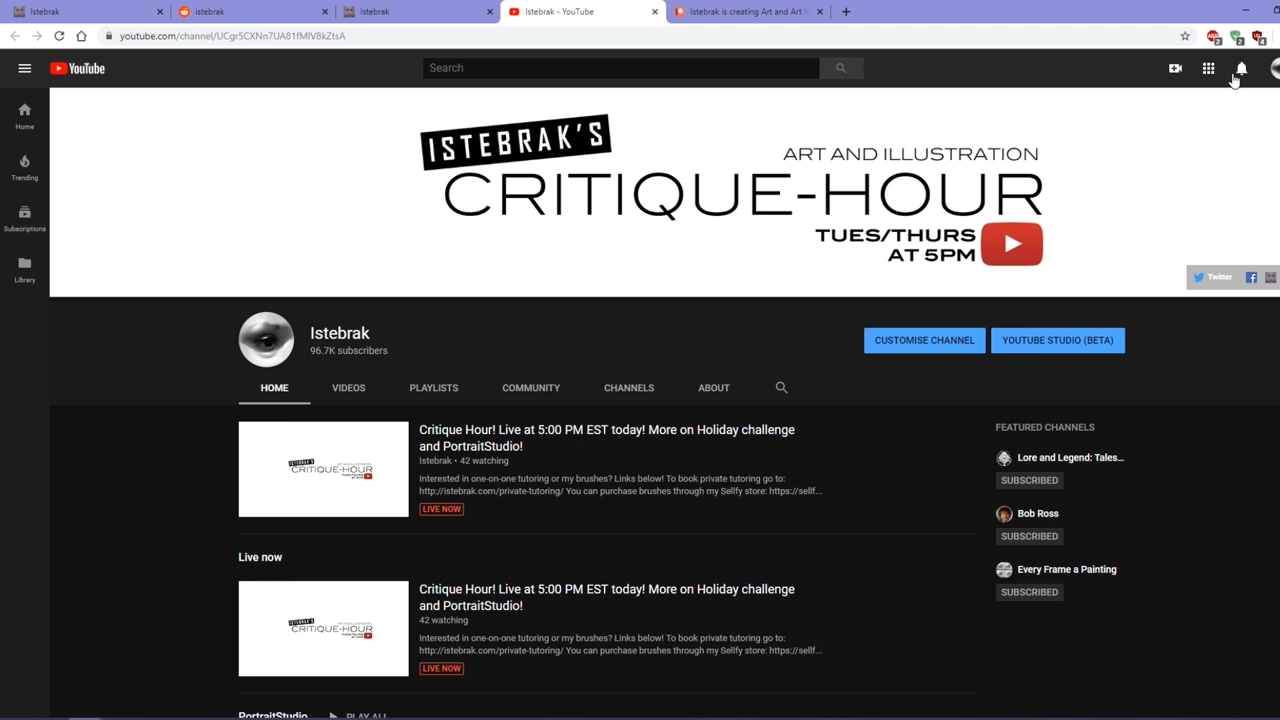 Istebrak
istebrak
Istebrak
Istebrak - YouTube
Istebrak is creating Art and Art In
youtube.com/channel/UCgr5CXNn7UA81fMIV8kZtsA
2
2
4
YouTube
Search
Home
Trending
Subscriptions
Library
ISTEBRAK'S
ART AND ILLUSTRATION
CRITIQUE-HOUR
TUES/THURS
AT 5PM
Twitter
Istebrak
96.7K subscribers
CUSTOMISE CHANNEL
YOUTUBE STUDIO (BETA)
HOME
VIDEOS
PLAYLISTS
COMMUNITY
CHANNELS
ABOUT
Critique Hour! Live at 5:00 PM EST today! More on Holiday challenge
and PortraitStudio!
Istebrak • 42 watching
Interested in one-on-one tutoring or my brushes? Links below! To book private tutoring go to:
http://istebrak.com/private-tutoring/ You can purchase brushes through my Sellfy store: https://sellf...
LIVE NOW
FEATURED CHANNELS
Lore and Legend: Tales...
SUBSCRIBED
Bob Ross
SUBSCRIBED
Every Frame a Painting
SUBSCRIBED
Live now
Critique Hour! Live at 5:00 PM EST today! More on Holiday challenge
and PortraitStudio!
42 watching
Interested in one-on-one tutoring or my brushes? Links below! To book private tutoring go to:
http://istebrak.com/private-tutoring/ You can purchase brushes through my Sellfy store: https://sellf...
LIVE NOW
PortraitStudio
PLAY ALL